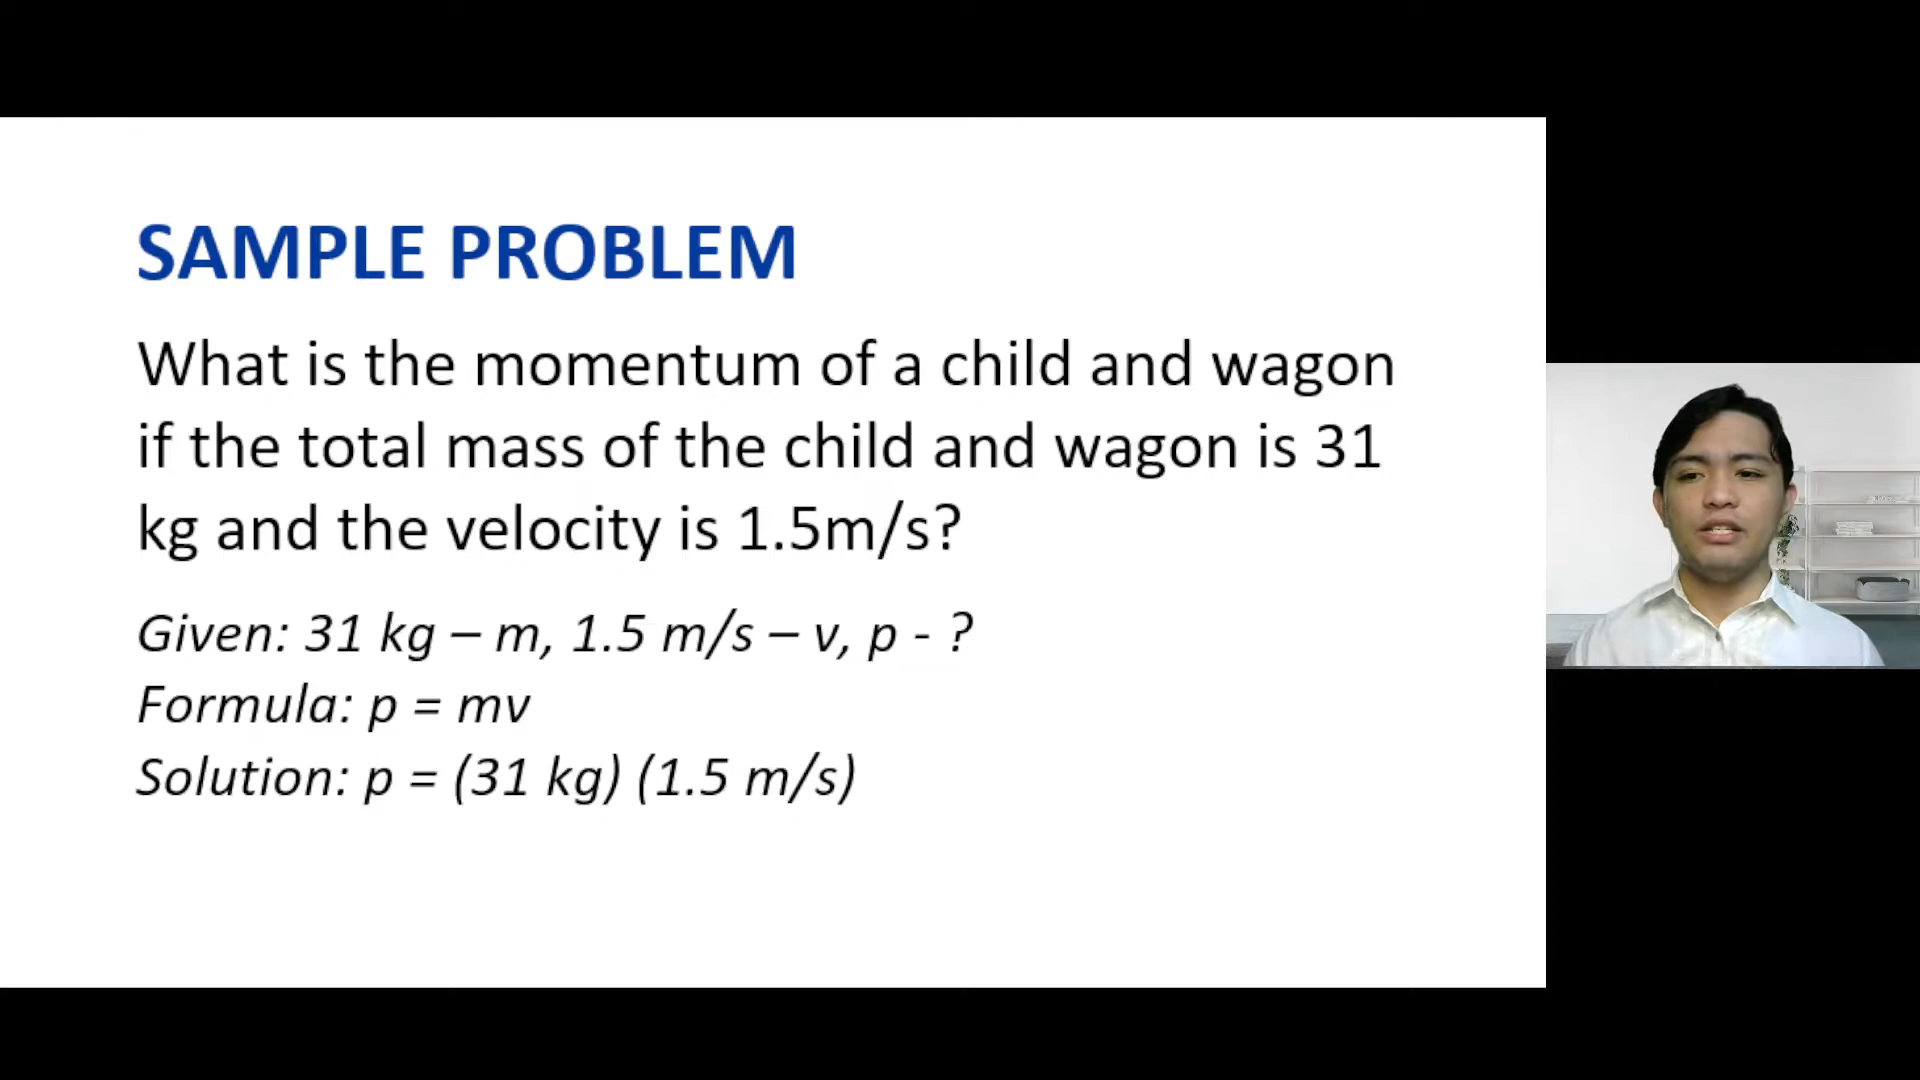 SAMPLE PROBLEM
What is the momentum of a child and wagon
if the total mass of the child and wagon is 31
kg and the velocity is 1.5m/s?
Given: 31 kg – m, 1.5 m/s – v, p - ?
Formula: p = mv
Solution: p = (31 kg) (1.5 m/s)